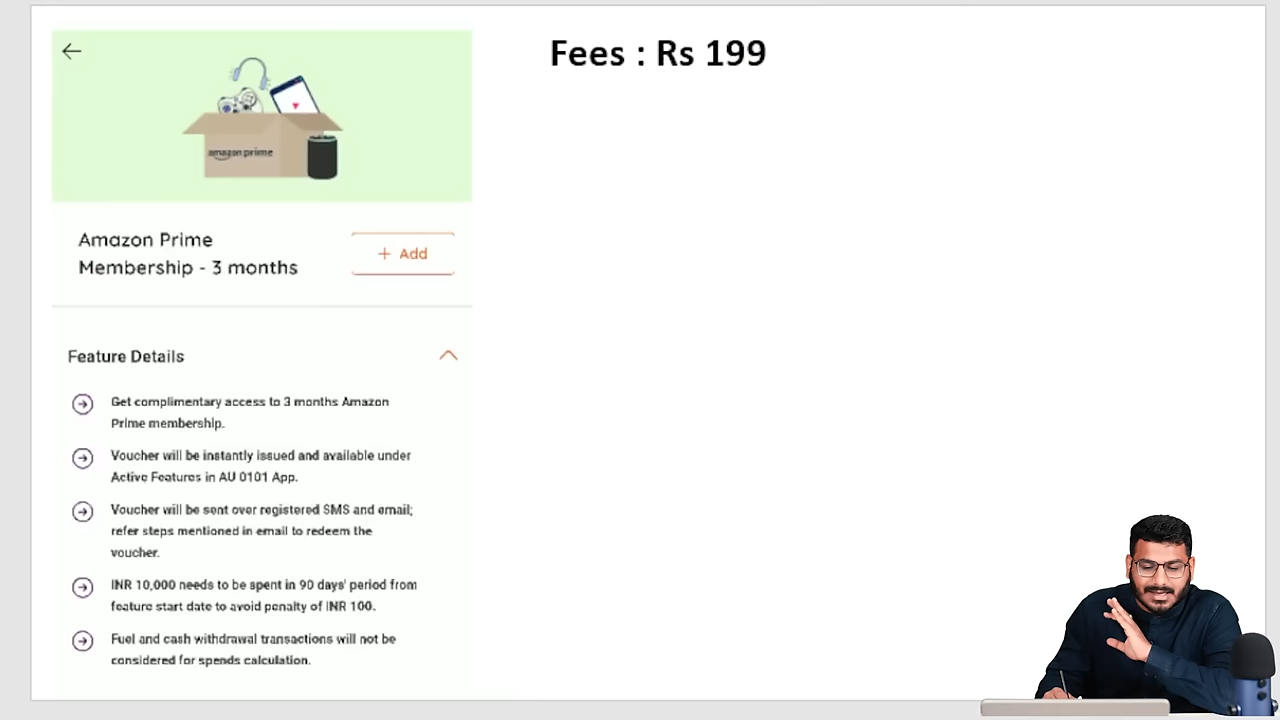 Fees : Rs 199
amazon prime
Amazon Prime
Membership - 3 months
+ Add
Feature Details
Get complimentary access to 3 months Amazon
Prime membership.
Voucher will be instantly issued and available under
Active Features in AU 0101 App.
Voucher will be sent over registered SMS and email;
refer steps mentioned in email to redeem the
voucher.
INR 10,000 needs to be spent in 90 days' period from
feature start date to avoid penalty of INR 100.
Fuel and cash withdrawal transactions will not be
considered for spends calculation.